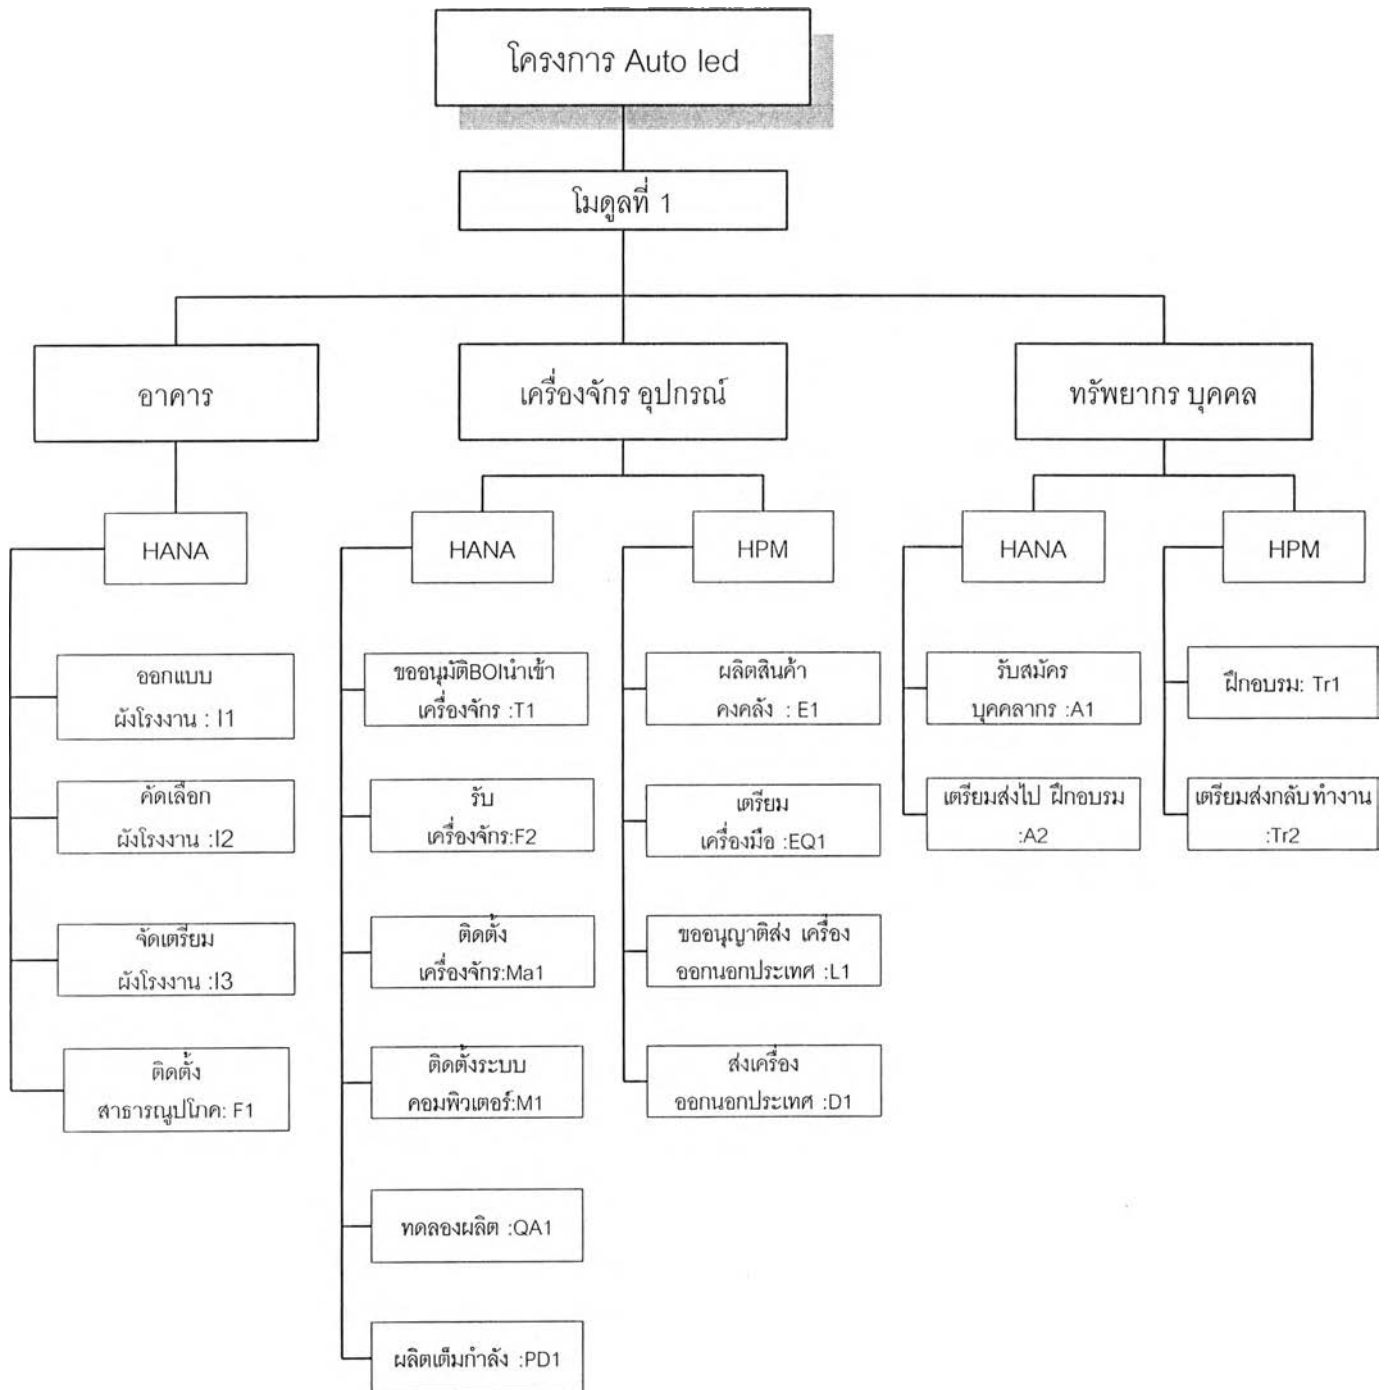 โครงการ Auto led
โมดูลที่ 1
อาคาร
เครื่องจักร อุปกรณ์
ทรัพยากร บุคคล
HANA
HANA
HPM
HANA
HPM
ออกแบบ
ผังโรงงาน : I1
คัดเลือก
ผังโรงงาน :I2
จัดเตรียม
ผังโรงงาน :I3
ติดตั้ง
สาธารณูปโภค: F1
ขออนุมัติBOIนำเข้า
เครื่องจักร :T1
รับ
เครื่องจักร:F2
ติดตั้ง
เครื่องจักร:Ma1
ติดตั้งระบบ
คอมพิวเตอร์:M1
ทดลองผลิต :QA1
ผลิตเต็มกำลัง :PD1
ผลิตสินค้า
คงคลัง : E1
เตรียม
เครื่องมือ :EQ1
ขออนุญาติส่ง เครื่อง
ออกนอกประเทศ :L1
ส่งเครื่อง
ออกนอกประเทศ :D1
รับสมัคร
บุคคลากร :A1
เตรียมส่งไป ฝึกอบรม
:A2
ฝึกอบรม: Tr1
เตรียมส่งกลับทำงาน
:Tr2